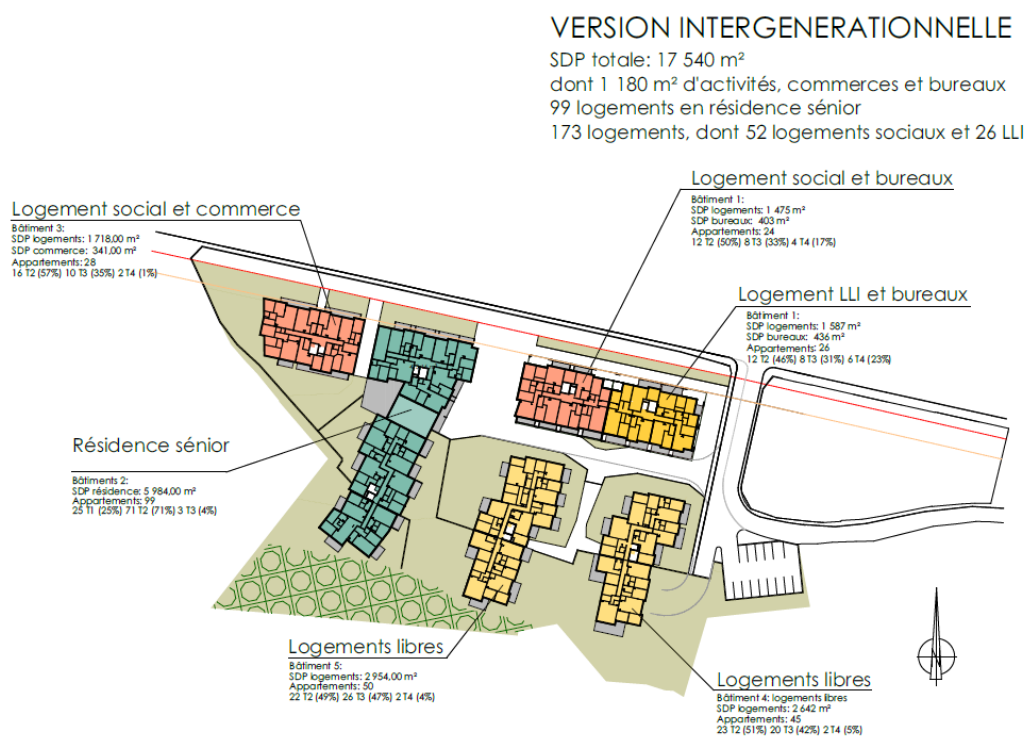 VERSION INTERGENERATIONNELLE
SDP totale: 17 540 m²
dont 1 180 m² d'activités, commerces et bureaux
99 logements en résidence sénior
173 logements, dont 52 logements sociaux et 26 LLI
Logement social et bureaux
Bâtiment 1:
SDP logements: 1 475 m²
SDP bureaux: 403 m²
Appartements: 24
12 T2 (50%) 8 T3 (33%) 4 T4 (17%)
Logement social et commerce
Bâtiment 3:
SDP logements: 1 718,00 m²
SDP commerce: 341,00 m²
Appartements: 28
16 T2 (57%) 10 T3 (35%) 2 T4 (1%)
Logement LLI et bureaux
Bâtiment 1:
SDP logements: 1 587 m²
SDP bureaux: 436 m²
Appartements: 26
12 T2 (46%) 8 T3 (31%) 6 T4 (23%)
Résidence sénior
Bâtiments 2:
SDP résidence: 5 984,00 m²
Appartements: 99
25 T1 (25%) 71 T2 (71%) 3 T3 (4%)
Logements libres
Bâtiment 5:
SDP logements: 2 954,00 m²
Appartements: 50
22 T2 (49%) 26 T3 (47%) 2 T4 (4%)
Logements libres
Bâtiment 4: logements libres
SDP logements: 2 642 m²
Appartements: 45
23 T2 (51%) 20 T3 (42%) 2 T4 (5%)